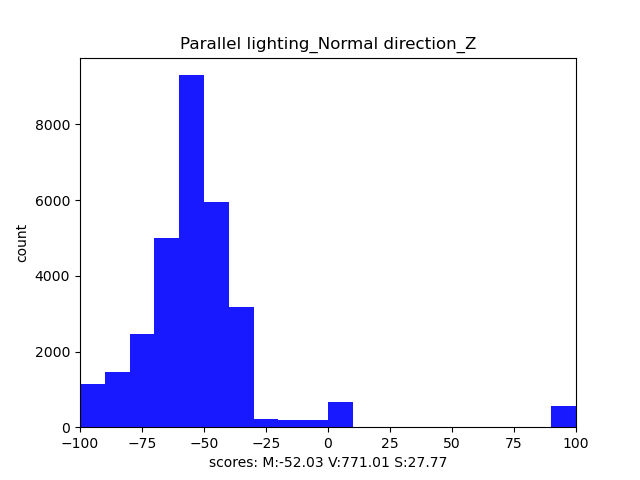 Parallel lighting_Normal direction_Z
count
8000
6000
4000
2000
0
−100 −75 −50 −25 0 25 50 75 100
scores: M:-52.03 V:771.01 S:27.77